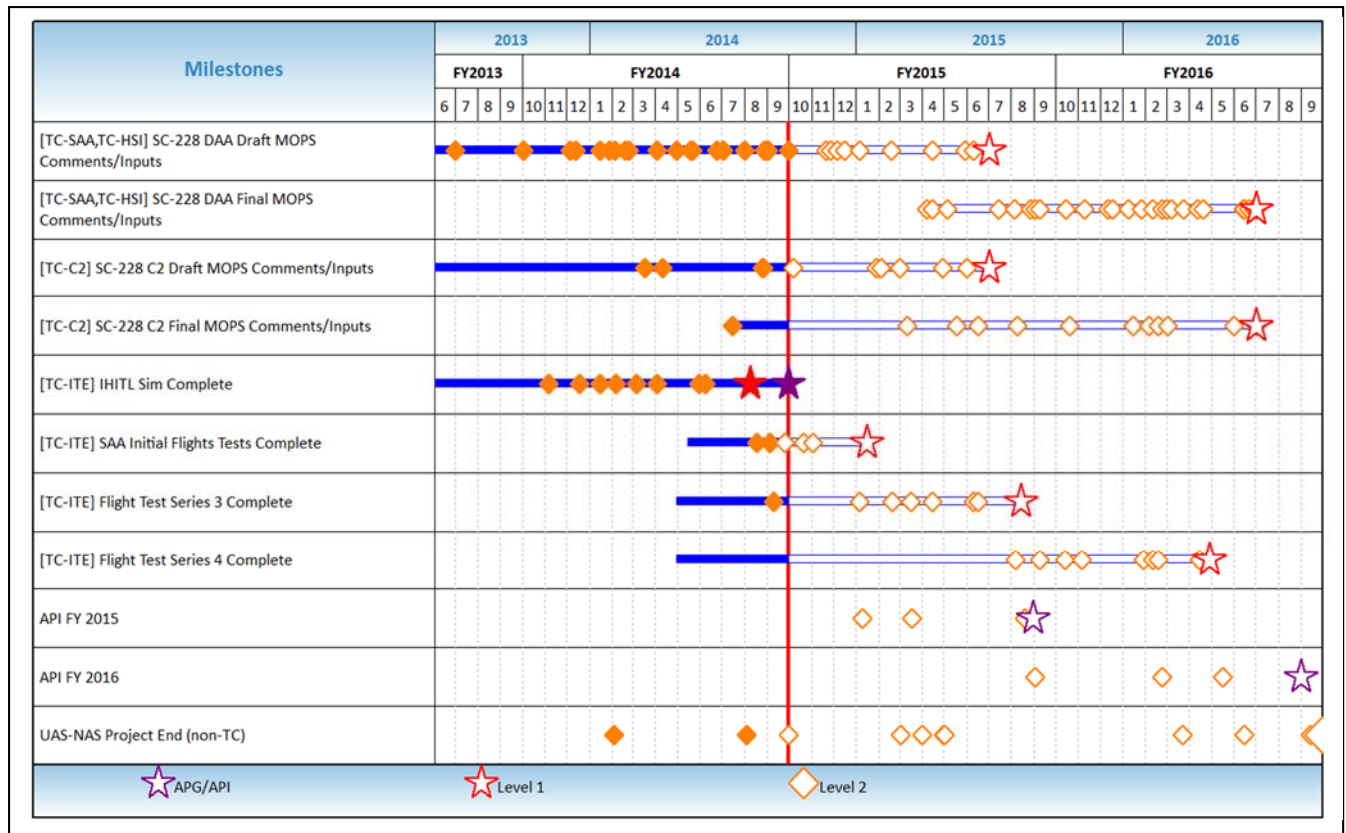 2013 2014 2015 2016
Milestones
FY2013 FY2014 FY2015 FY2016
6 7 8 9 10 11 12 1 2 3 4 5 6 7 8 9 10 11 12 1 2 3 4 5 6 7 8 9 10 11 12 1 2 3 4 5 6 7 8 9
[TC-SAA,TC-HSI] SC-228 DAA Draft MOPS
Comments/Inputs
[TC-SAA,TC-HSI] SC-228 DAA Final MOPS
Comments/Inputs
[TC-C2] SC-228 C2 Draft MOPS Comments/Inputs
[TC-C2] SC-228 C2 Final MOPS Comments/Inputs
[TC-ITE] IHITL Sim Complete
[TC-ITE] SAA Initial Flights Tests Complete
[TC-ITE] Flight Test Series 3 Complete
[TC-ITE] Flight Test Series 4 Complete
API FY 2015
API FY 2016
UAS-NAS Project End (non-TC)
APG/API Level 1 Level 2